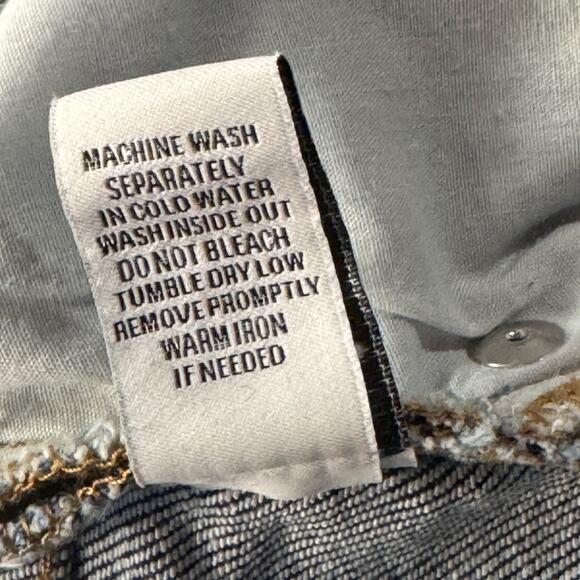 MACHINE WASH
SEPARATELY
IN COLD WATER
WASH INSIDE OUT
DO NOT BLEACH
TUMBLE DRY LOW
REMOVE PROMPTLY
WARM IRON
IF NEEDED